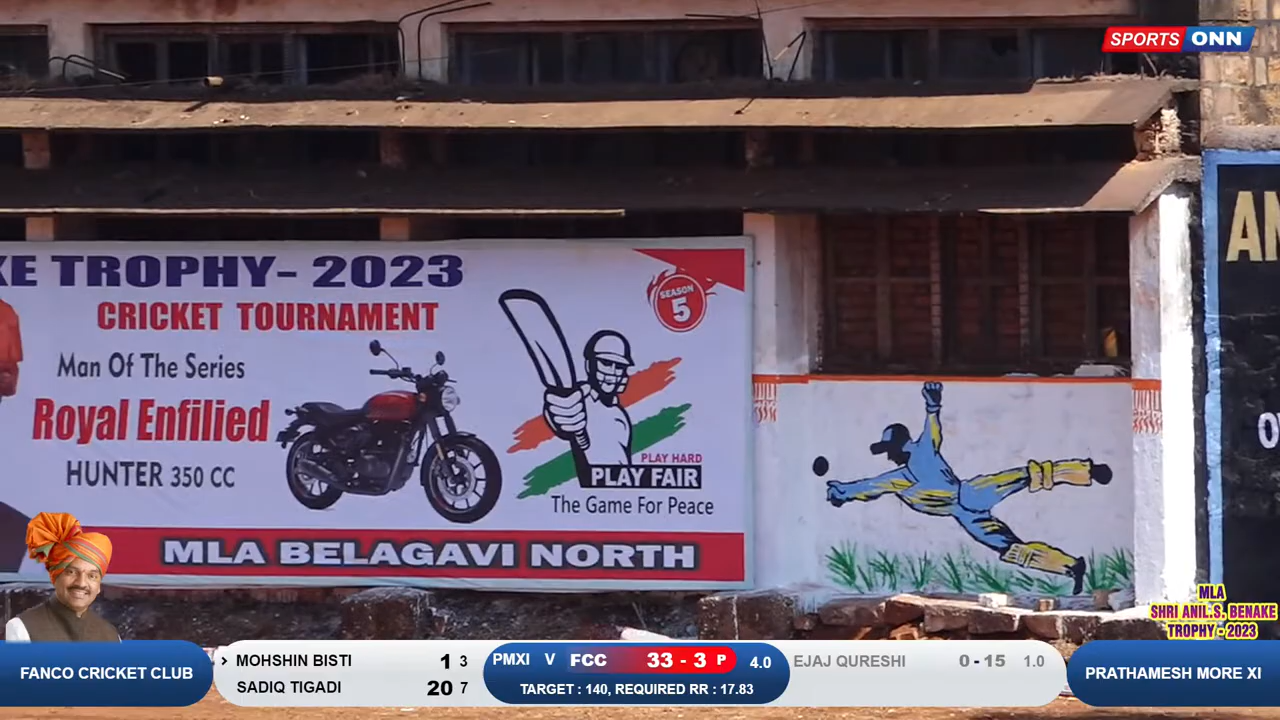 SPORTS ONN
KE TROPHY- 2023
CRICKET TOURNAMENT
SEASON
5
Man Of The Series
Royal Enfilied
HUNTER 350 CC
PLAY HARD
PLAY FAIR
The Game For Peace
MLA BELAGAVI NORTH
AN
MLA
SHRI ANIL.S. BENAKE
TROPHY - 2023
FANCO CRICKET CLUB
MOHSHIN BISTI 1 3
SADIQ TIGADI 20 7
PMXI V FCC 33 - 3 P 4.0
TARGET : 140, REQUIRED RR : 17.83
EJAJ QURESHI 0 - 15 1.0
PRATHAMESH MORE XI